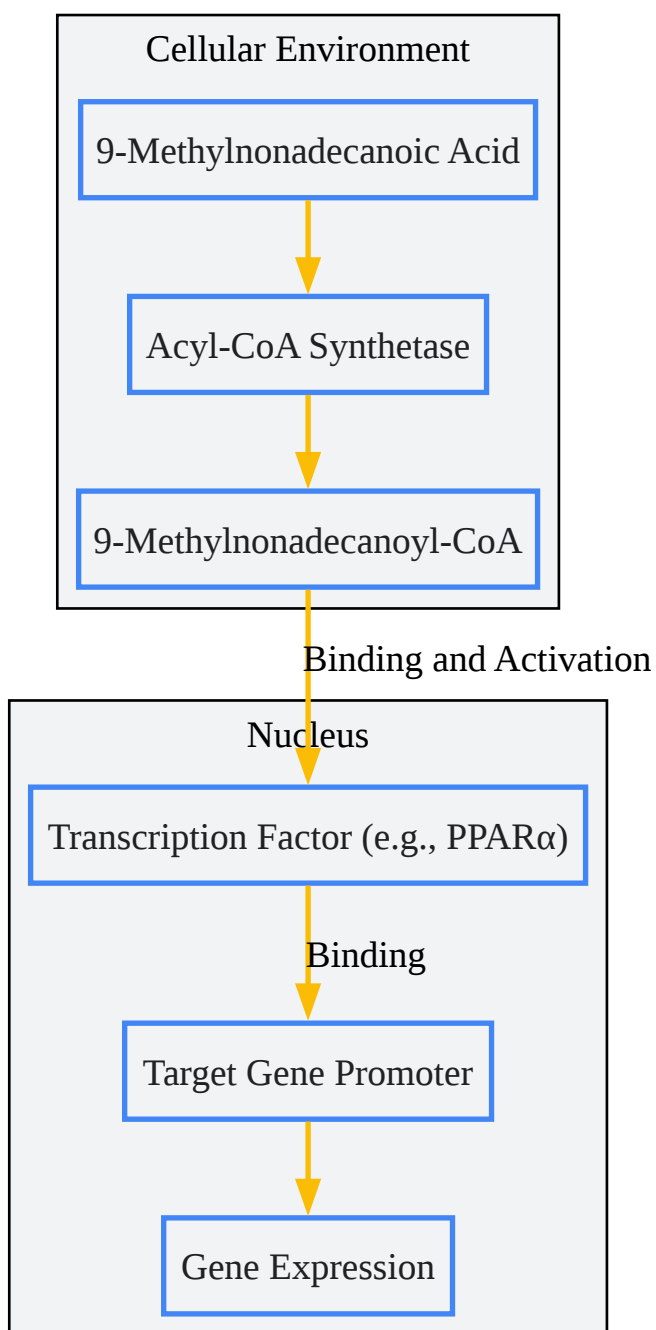 Cellular Environment
9-Methylnonadecanoic Acid
Acyl-CoA Synthetase
9-Methylnonadecanoyl-CoA
Binding and Activation
Nucleus
Transcription Factor (e.g., PPARα)
Binding
Target Gene Promoter
Gene Expression